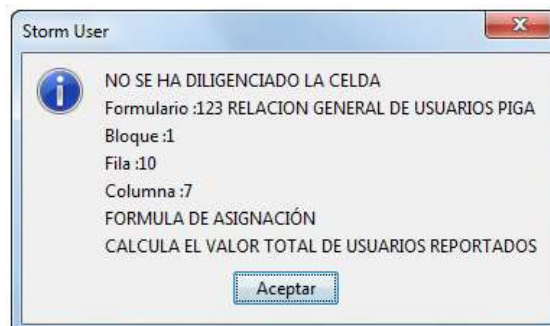 Storm User
NO SE HA DILIGENCIADO LA CELDA
Formulario :123 RELACION GENERAL DE USUARIOS PIGA
Bloque :1
Fila :10
Columna :7
FORMULA DE ASIGNACIÓN
CALCULA EL VALOR TOTAL DE USUARIOS REPORTADOS
Aceptar